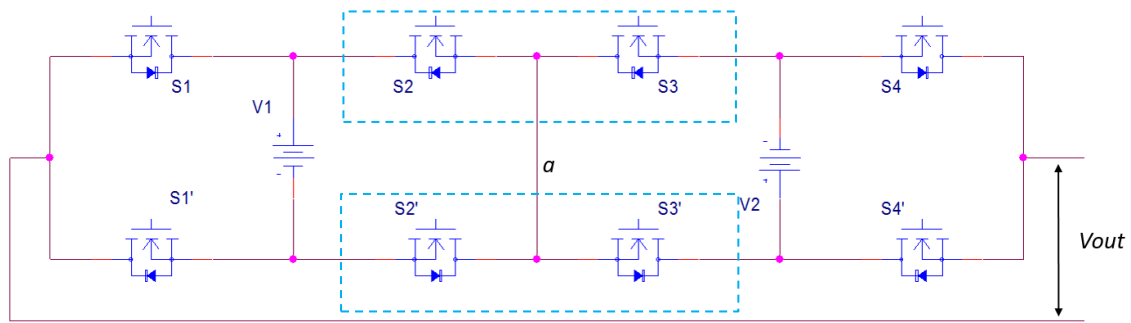 S1
S2
S3
S4
V1
+
-
a
-
+
V2
S1'
S2'
S3'
S4'
Vout